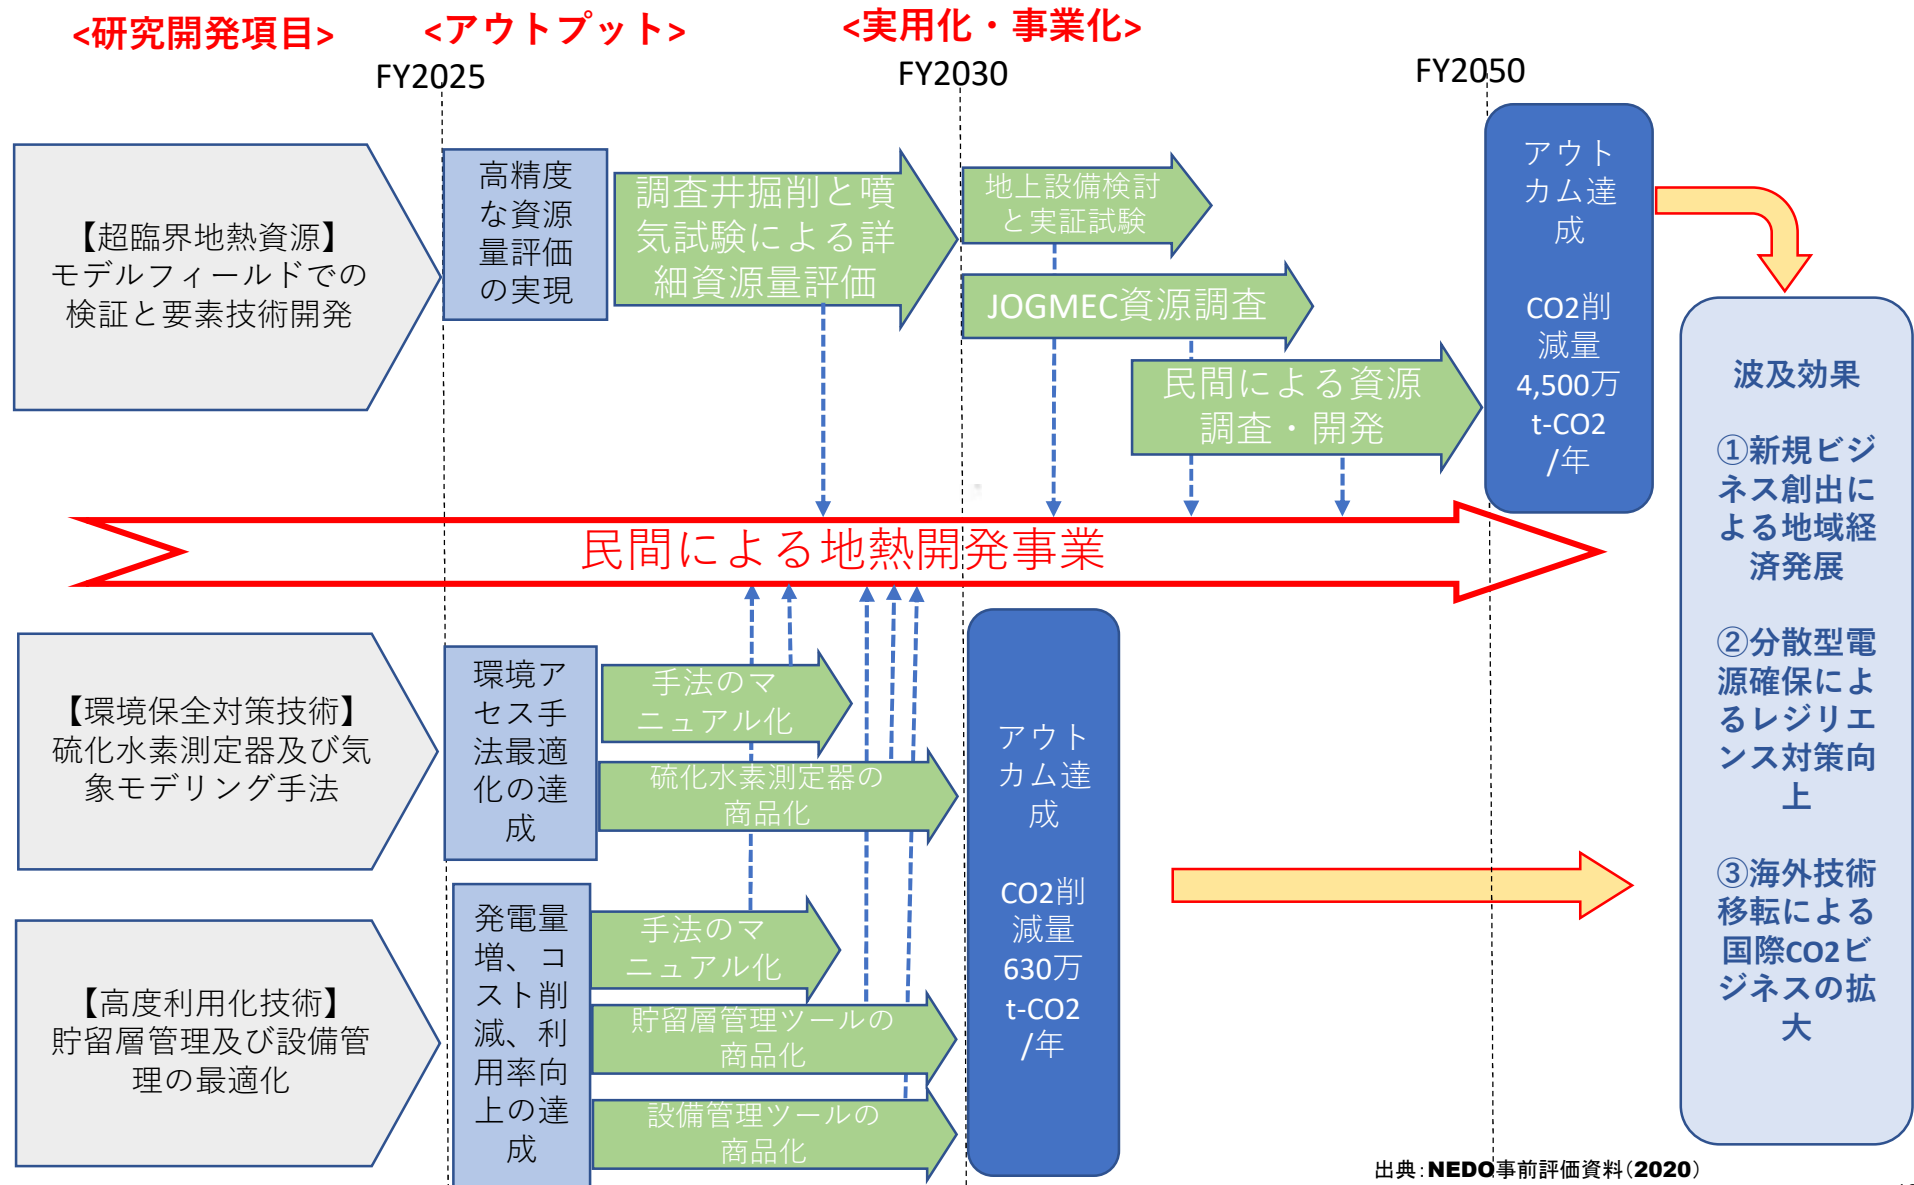 <研究開発項目>
<アウトプット>
<実用化・事業化>
FY2025
FY2030
FY2050
【超臨界地熱資源】
モデルフィールドでの
検証と要素技術開発
高精度
な資源
量評価
の実現
調査井掘削と噴
気試験による詳
細資源量評価
地上設備検討
と実証試験
JOGMEC資源調査
民間による資源
調査・開発
アウト
カム達
成
CO2削
減量
4,500万
t-CO2
/年
民間による地熱開発事業
【環境保全対策技術】
硫化水素測定器及び気
象モデリング手法
環境ア
セス手
法最適
化の達
成
手法のマ
ニュアル化
硫化水素測定器の
商品化
【高度利用化技術】
貯留層管理及び設備管
理の最適化
発電量
増、コ
スト削
減、利
用率向
上の達
成
手法のマ
ニュアル化
貯留層管理ツールの
商品化
設備管理ツールの
商品化
アウト
カム達
成
CO2削
減量
630万
t-CO2
/年
波及効果
①新規ビジ
ネス創出に
よる地域経
済発展
②分散型電
源確保によ
るレジリエ
ンス対策向
上
③海外技術
移転による
国際CO2ビ
ジネスの拡
大
出典：NEDO事前評価資料（2020）